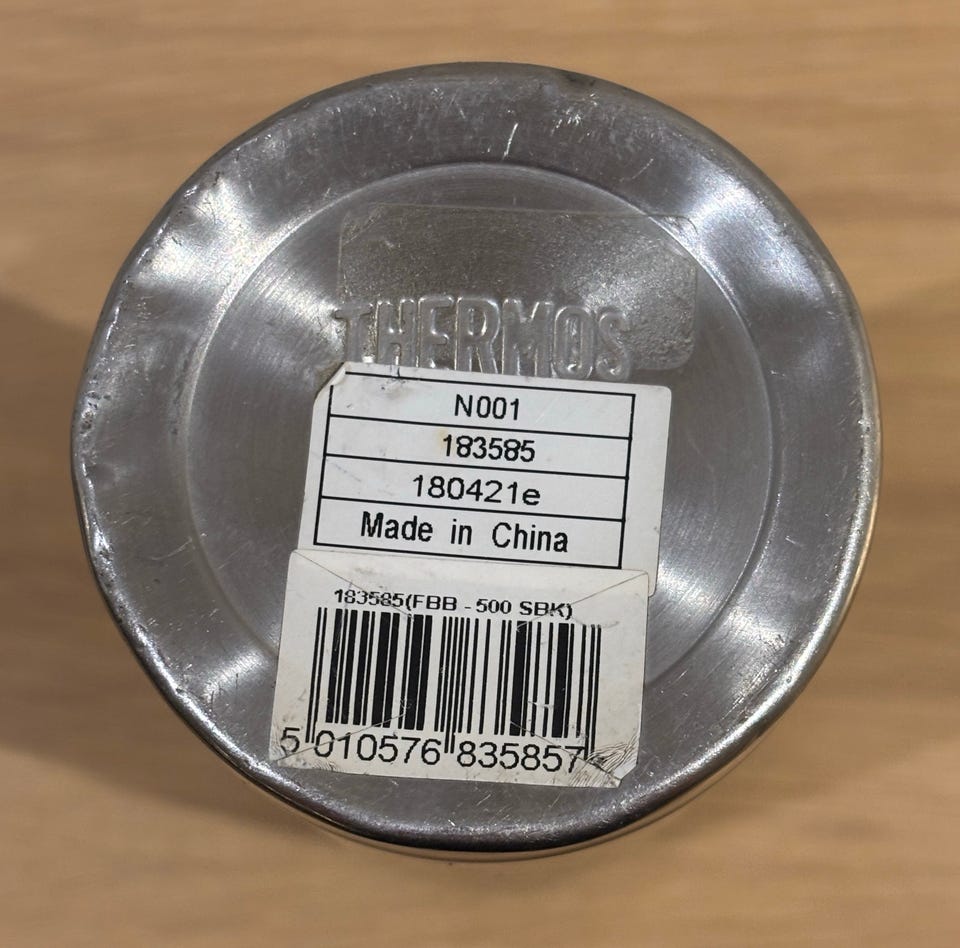 THERMOS
N001
183585
180421e
Made in China
183585(FBB - 500 SBK)
5 010576 835857